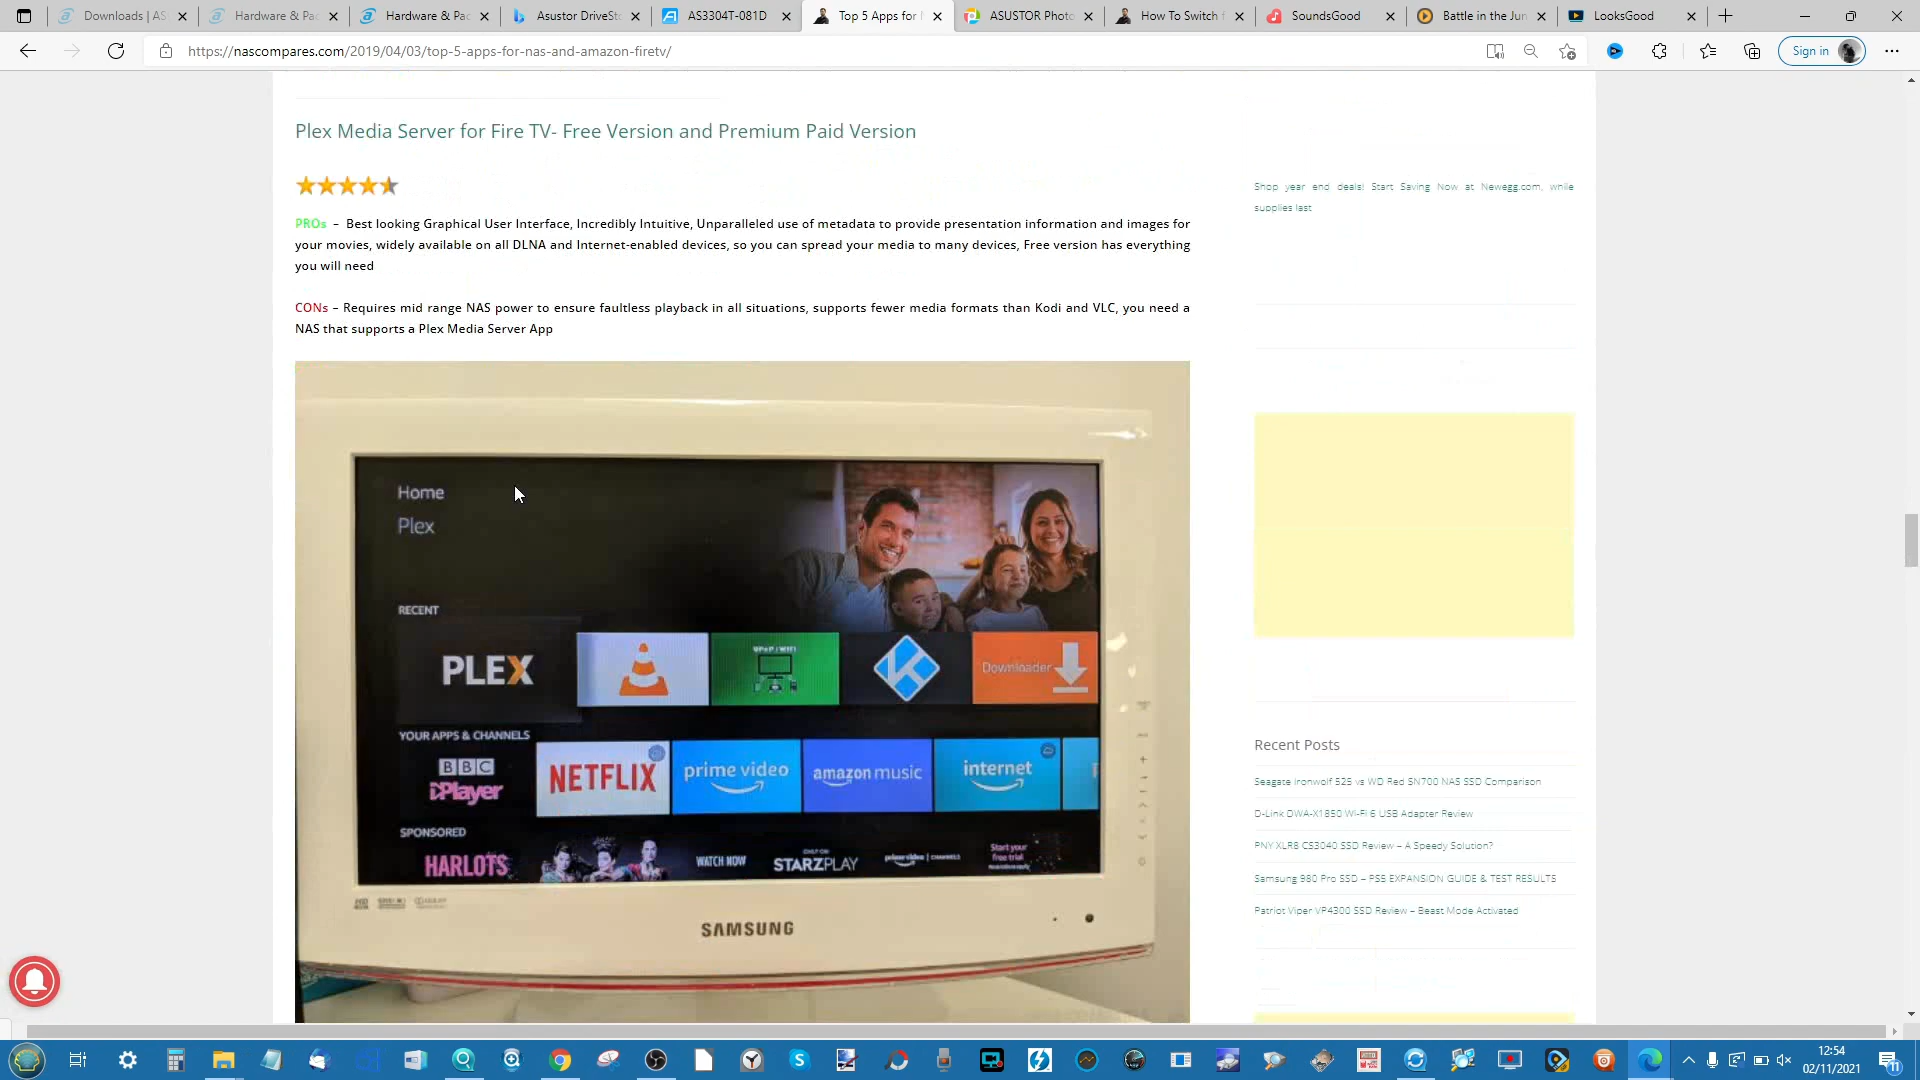 Downloads | AS
Hardware & Pac
Hardware & Pac
Asustor DriveSto
AS3304T-081D
Top 5 Apps for
ASUSTOR Photo
How To Switch f
SoundsGood
Battle in the Jun
LooksGood
https://nascompares.com/2019/04/03/top-5-apps-for-nas-and-amazon-firetv/
Sign in
Plex Media Server for Fire TV- Free Version and Premium Paid Version
PROs – Best looking Graphical User Interface, Incredibly Intuitive, Unparalleled use of metadata to provide presentation information and images for
your movies, widely available on all DLNA and Internet-enabled devices, so you can spread your media to many devices, Free version has everything
you will need
CONs – Requires mid range NAS power to ensure faultless playback in all situations, supports fewer media formats than Kodi and VLC, you need a
NAS that supports a Plex Media Server App
Home
Plex
RECENT
PLEX
Downloader
YOUR APPS & CHANNELS
BBC
iPlayer
NETFLIX
prime video
amazon music
internet
SPONSORED
HARLOTS
WATCH NOW
STARZPLAY
prime video | CHANNELS
Start your
free trial
SAMSUNG
Shop year end deals! Start Saving Now at Newegg.com, while
supplies last
Recent Posts
Seagate Ironwolf 525 vs WD Red SN700 NAS SSD Comparison
D-Link DWA-X1850 Wi-Fi 6 USB Adapter Review
PNY XLR8 CS3040 SSD Review – A Speedy Solution?
Samsung 980 Pro SSD – PS5 EXPANSION GUIDE & TEST RESULTS
Patriot Viper VP4300 SSD Review – Beast Mode Activated
12:54
02/11/2021
11